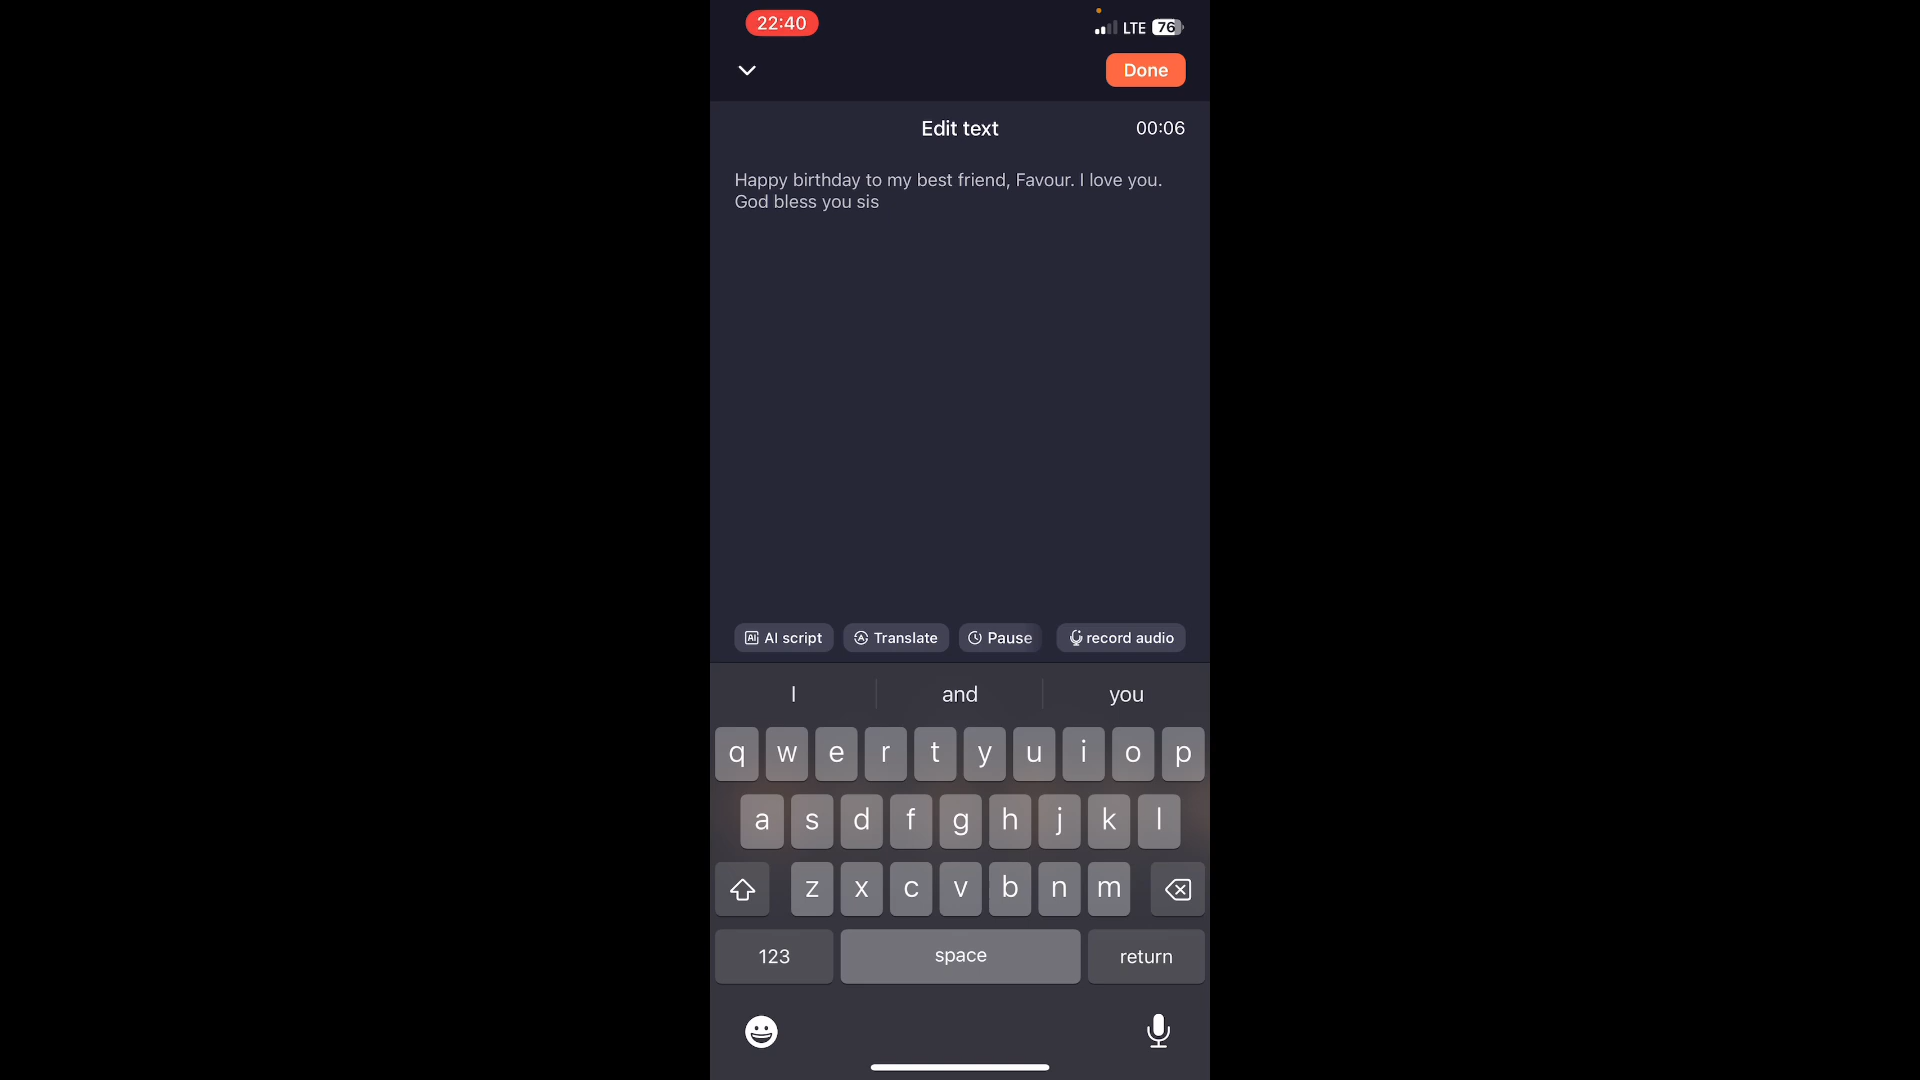 22:40
LTE 76
Done
Edit text
00:06
Happy birthday to my best friend, Favour. I love you.
God bless you sis
AI AI script
A Translate
Pause
record audio
I
and
you
q w e r t y u i o p
a s d f g h j k l
z x c v b n m
123
space
return